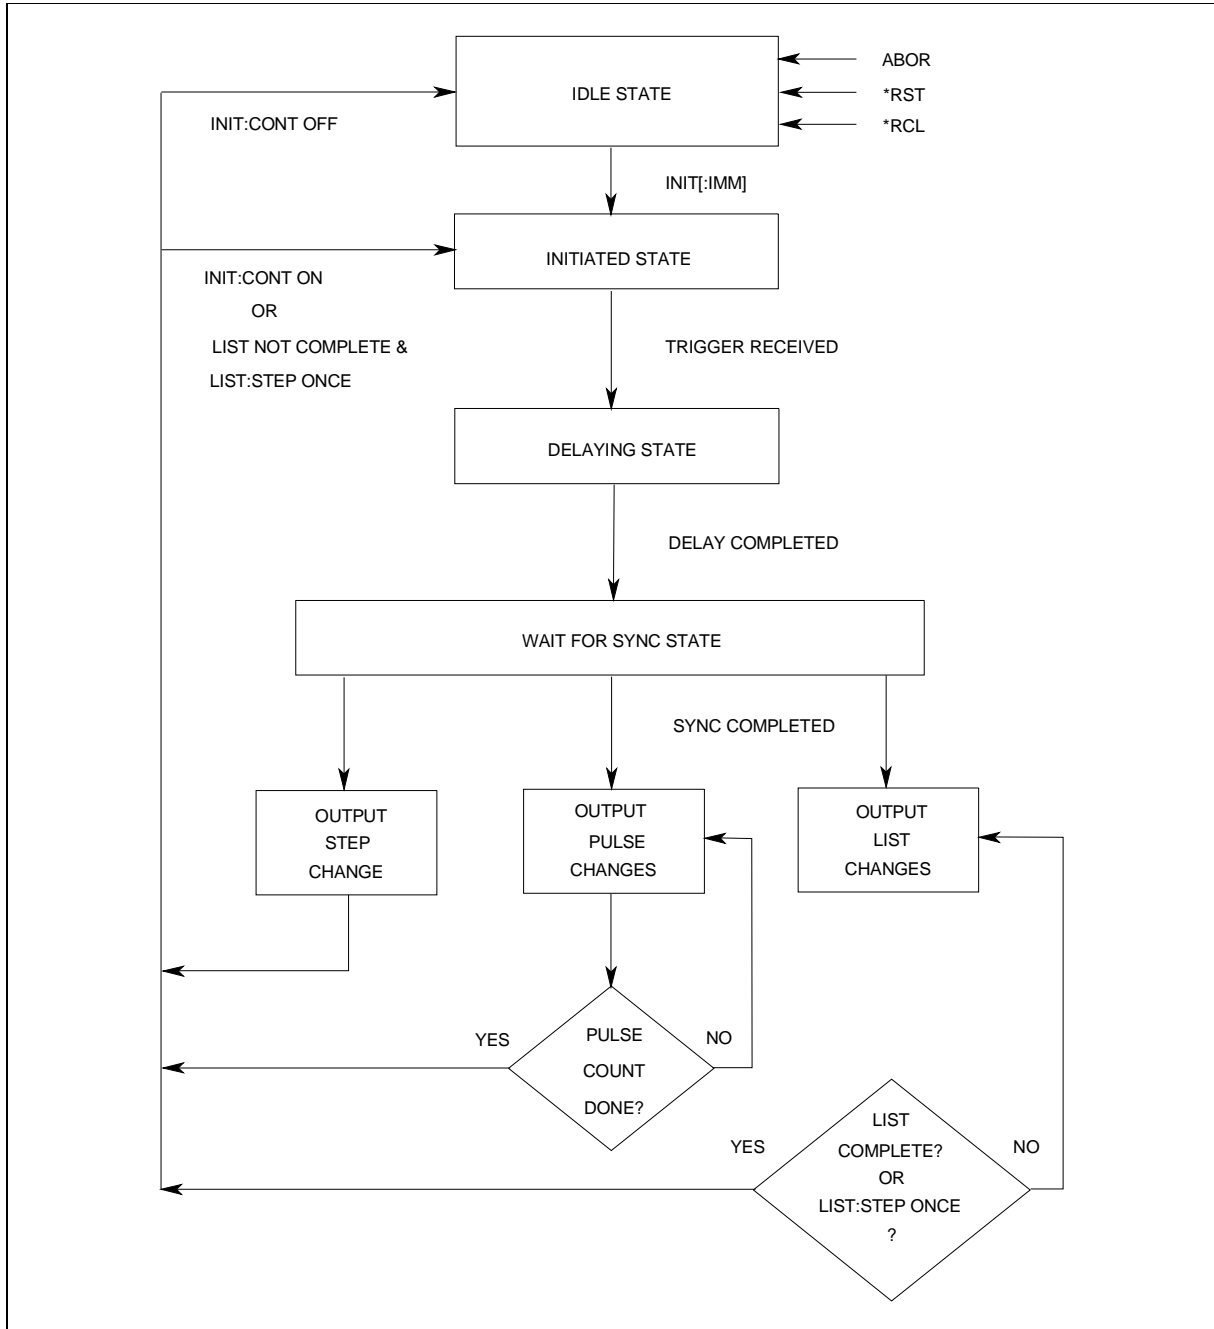 ABOR
IDLE STATE
*RST
*RCL
INIT:CONT OFF
INIT[:IMM]
INITIATED STATE
INIT:CONT ON
OR
LIST NOT COMPLETE &
LIST:STEP ONCE
TRIGGER RECEIVED
DELAYING STATE
DELAY COMPLETED
WAIT FOR SYNC STATE
SYNC COMPLETED
OUTPUT
STEP
CHANGE
OUTPUT
PULSE
CHANGES
OUTPUT
LIST
CHANGES
YES
PULSE
COUNT
DONE?
NO
YES
LIST
COMPLETE?
OR
LIST:STEP ONCE
?
NO